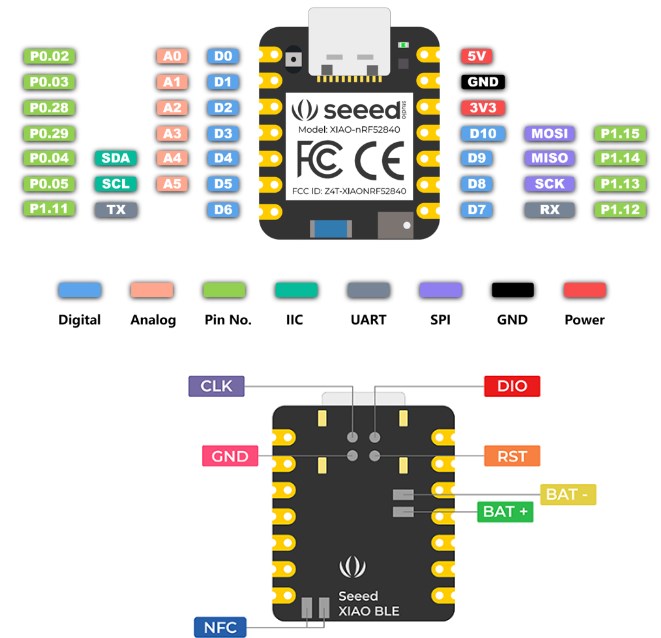 P0.02 A0 D0 5V
P0.03 A1 D1 GND
P0.28 A2 D2 3V3
P0.29 A3 D3 D10 MOSI P1.15
P0.04 SDA A4 D4 D9 MISO P1.14
P0.05 SCL A5 D5 D8 SCK P1.13
P1.11 TX D6 D7 RX P1.12
seeed studio
Model: XIAO-nRF52840
FC CE
FCC ID: Z4T-XIAONRF52840
Digital Analog Pin No. IIC UART SPI GND Power
CLK DIO
GND RST
BAT -
BAT +
Seeed
XIAO BLE
NFC